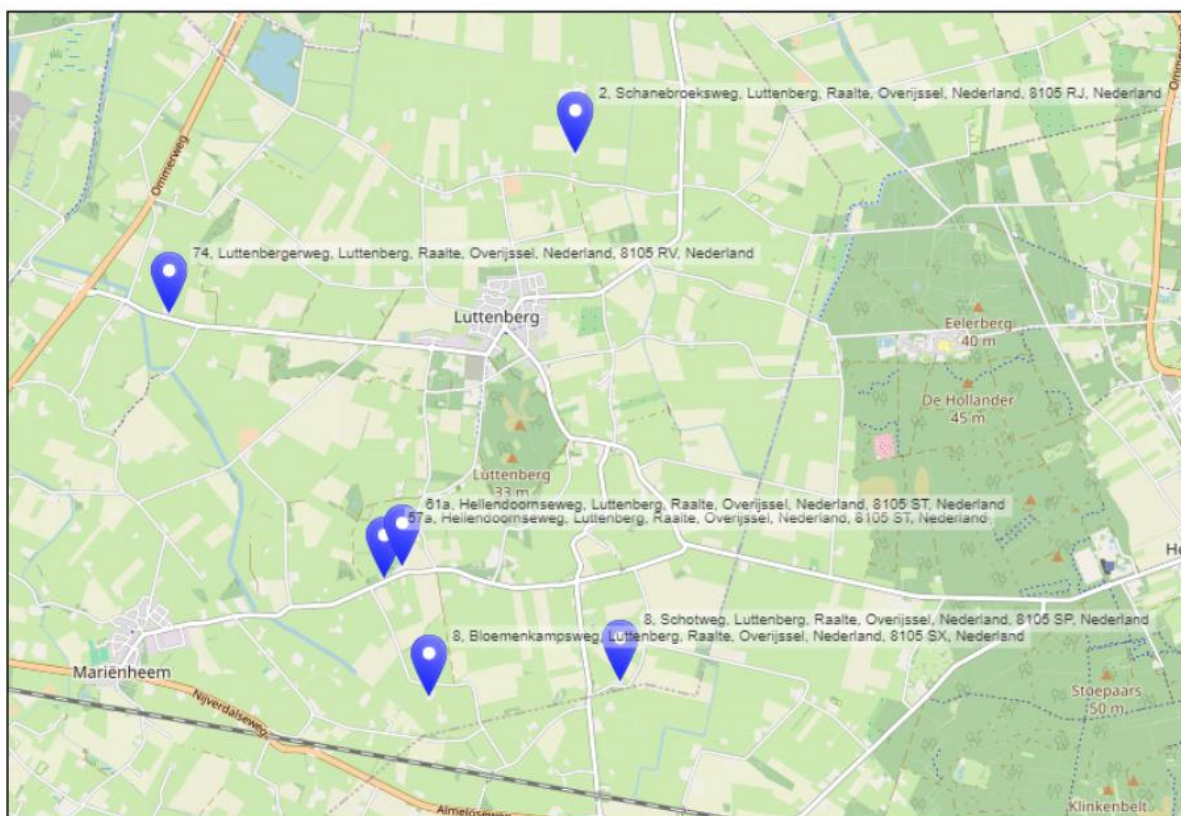 2, Schanebroeksweg, Luttenberg, Raalte, Overijssel, Nederland, 8105 RJ, Nederland
Ommerweg
Ommer
74, Luttenbergerweg, Luttenberg, Raalte, Overijssel, Nederland, 8105 RV, Nederland
Luttenberg
Eelerberg
40 m
De Hollander
45 m
Luttenberg
33 m
61a, Hellendoornseweg, Luttenberg, Raalte, Overijssel, Nederland, 8105 ST, Nederland
57a, Hellendoornseweg, Luttenberg, Raalte, Overijssel, Nederland, 8105 ST, Nederland
He
8, Schotweg, Luttenberg, Raalte, Overijssel, Nederland, 8105 SP, Nederland
8, Bloemenkampsweg, Luttenberg, Raalte, Overijssel, Nederland, 8105 SX, Nederland
Mariënheem
Stoepaars
50 m
Nijverdalseweg
Almeloseweg
Klinkenbelt